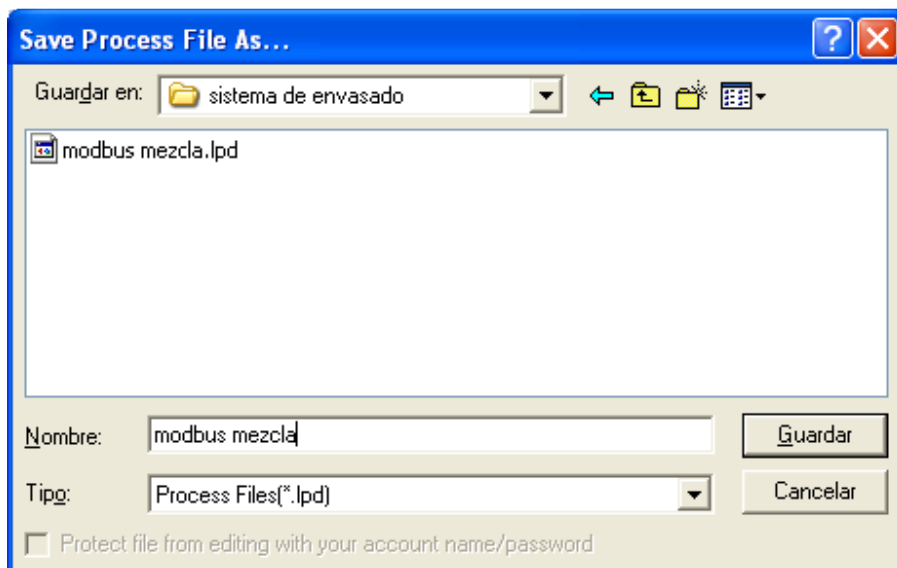 Save Process File As...
Guardar en: sistema de envasado
modbus mezcla.lpd
Nombre: modbus mezcla Guardar
Tipo: Process Files(*.lpd) Cancelar
Protect file from editing with your account name/password